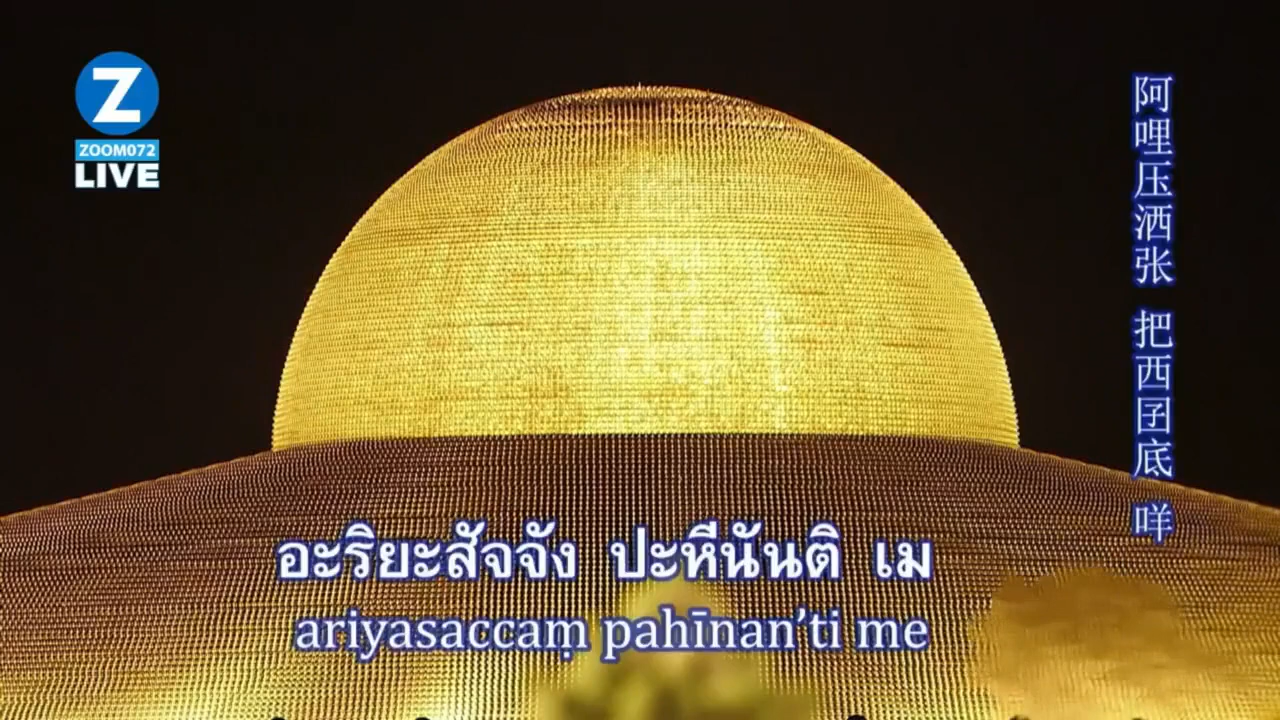 Z
ZOOM072
LIVE
阿哩压洒张 把西囝底 咩
อะริยะสัจจัง ปะหีนันติ เม
ariyasaccaṃ pahīnan’ti me